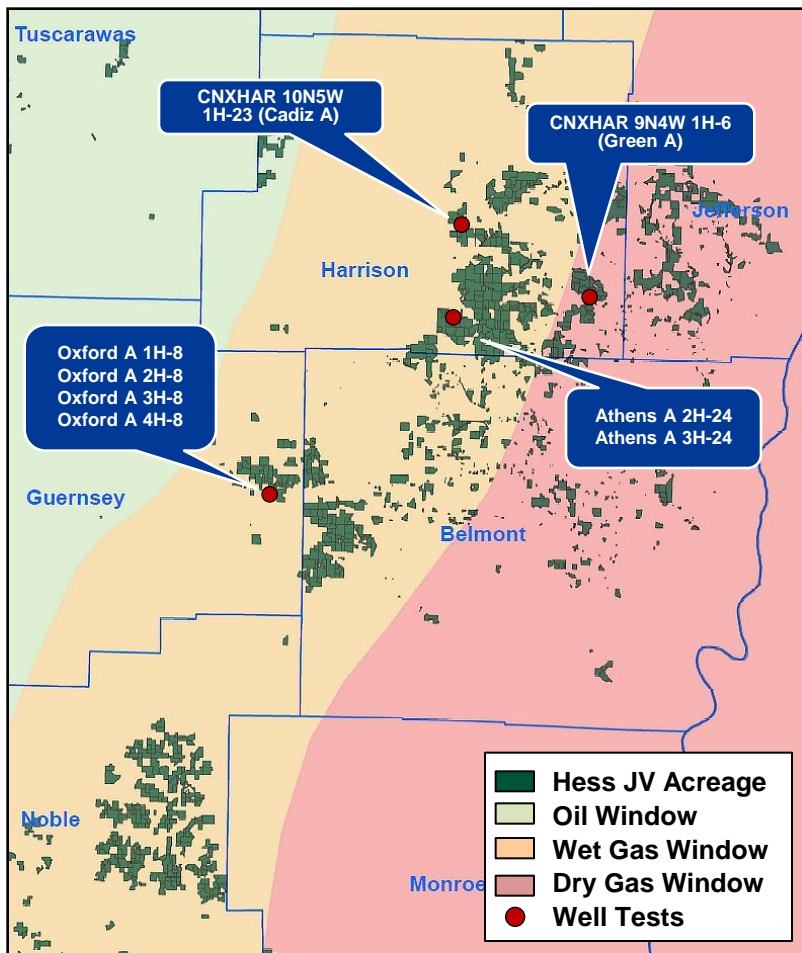 Tuscarawas
CNXHAR 10N5W
1H-23 (Cadiz A)
CNXHAR 9N4W 1H-6
(Green A)
Jefferson
Harrison
Oxford A 1H-8
Oxford A 2H-8
Oxford A 3H-8
Oxford A 4H-8
Athens A 2H-24
Athens A 3H-24
Guernsey
Belmont
Hess JV Acreage
Oil Window
Noble
Wet Gas Window
Monroe
Dry Gas Window
Well Tests